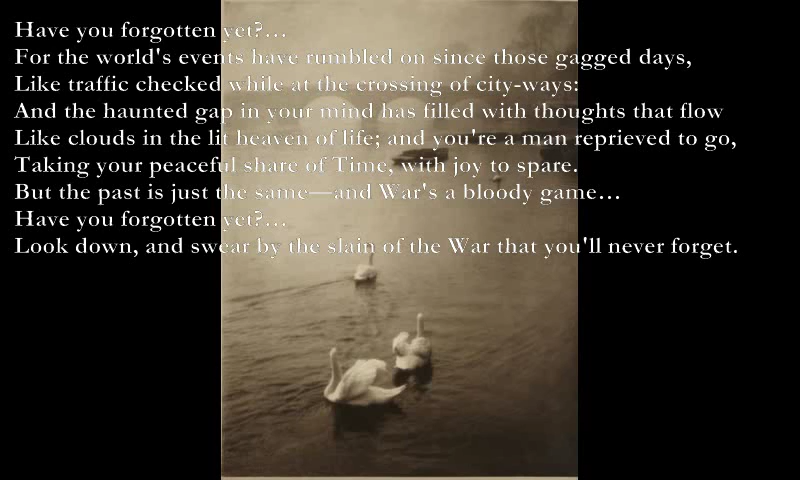 Have you forgotten yet?...
For the world's events have rumbled on since those gagged days,
Like traffic checked while at the crossing of city-ways:
And the haunted gap in your mind has filled with thoughts that flow
Like clouds in the lit heaven of life; and you're a man reprieved to go,
Taking your peaceful share of Time, with joy to spare.
But the past is just the same—and War's a bloody game...
Have you forgotten yet?...
Look down, and swear by the slain of the War that you'll never forget.